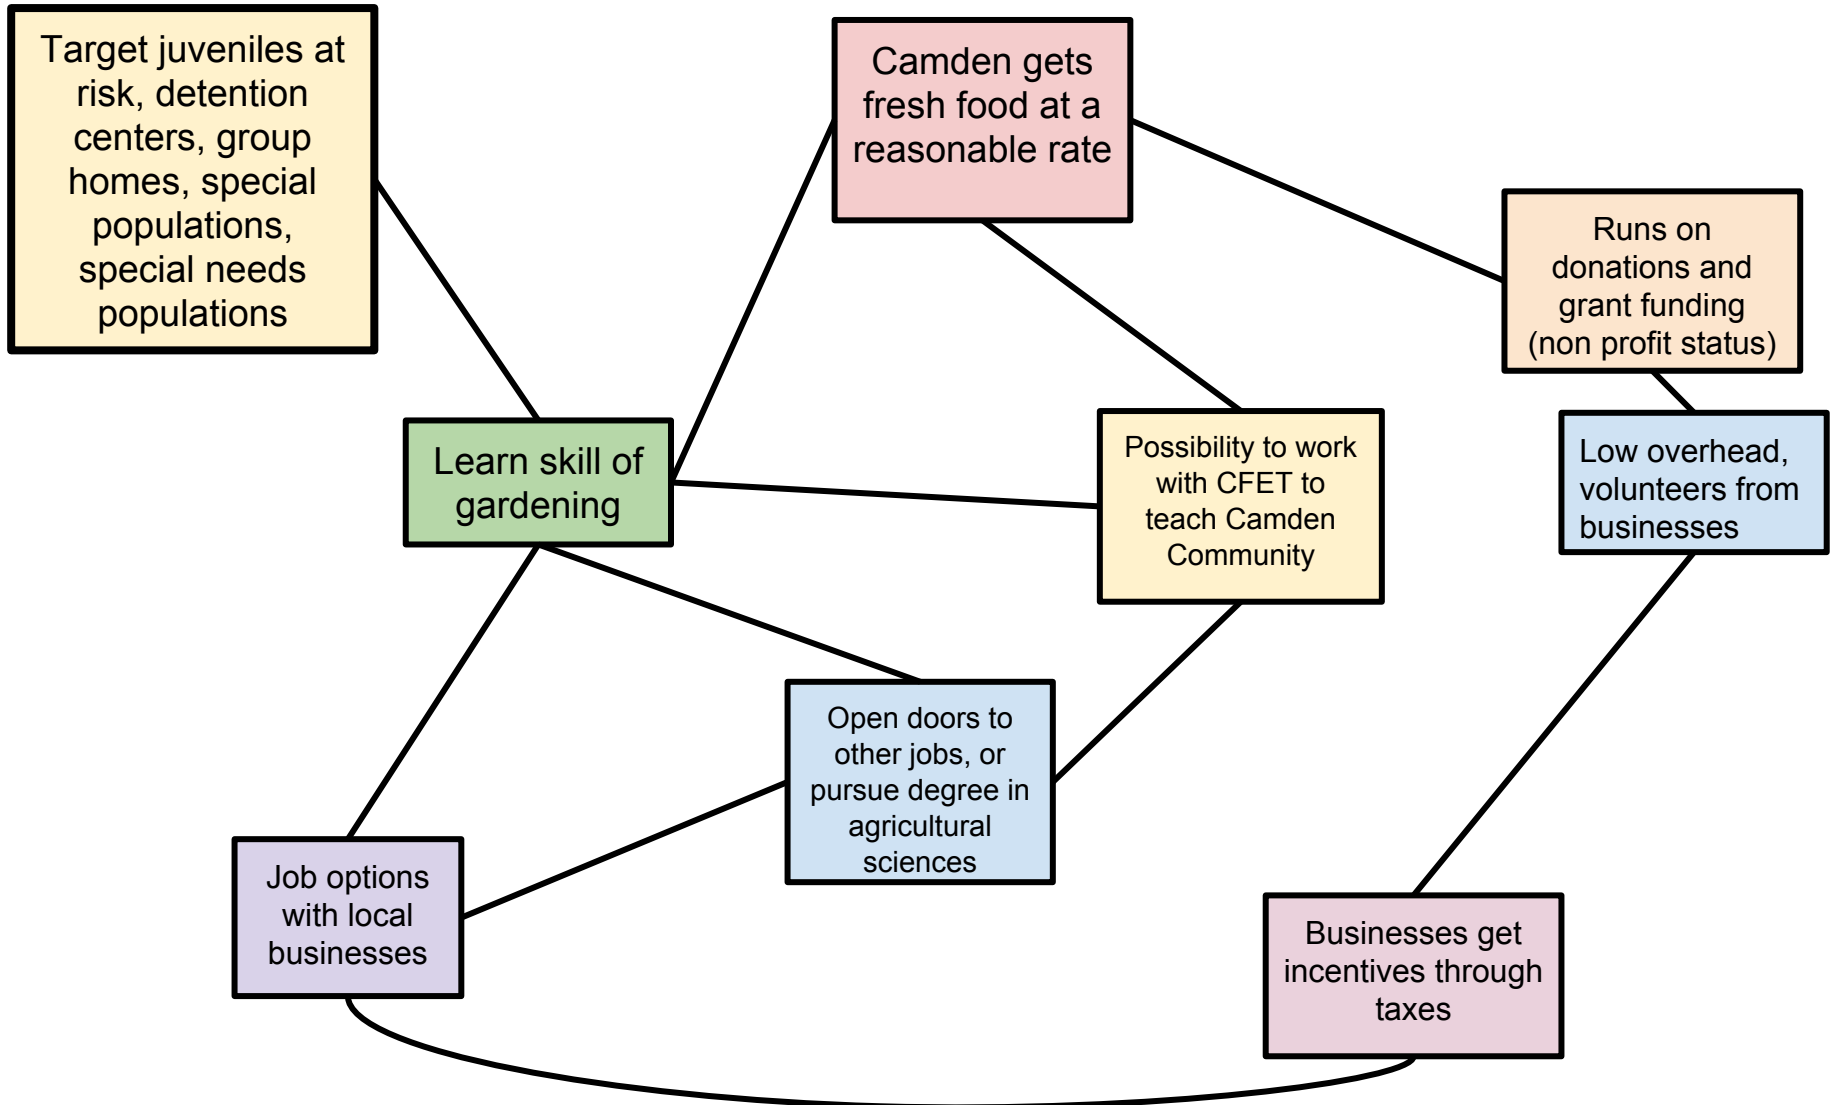 Target juveniles at
risk, detention
centers, group
homes, special
populations,
special needs
populations
Camden gets
fresh food at a
reasonable rate
Runs on
donations and
grant funding
(non profit status)
Learn skill of
gardening
Possibility to work
with CFET to
teach Camden
Community
Low overhead,
volunteers from
businesses
Open doors to
other jobs, or
pursue degree in
agricultural
sciences
Job options
with local
businesses
Businesses get
incentives through
taxes